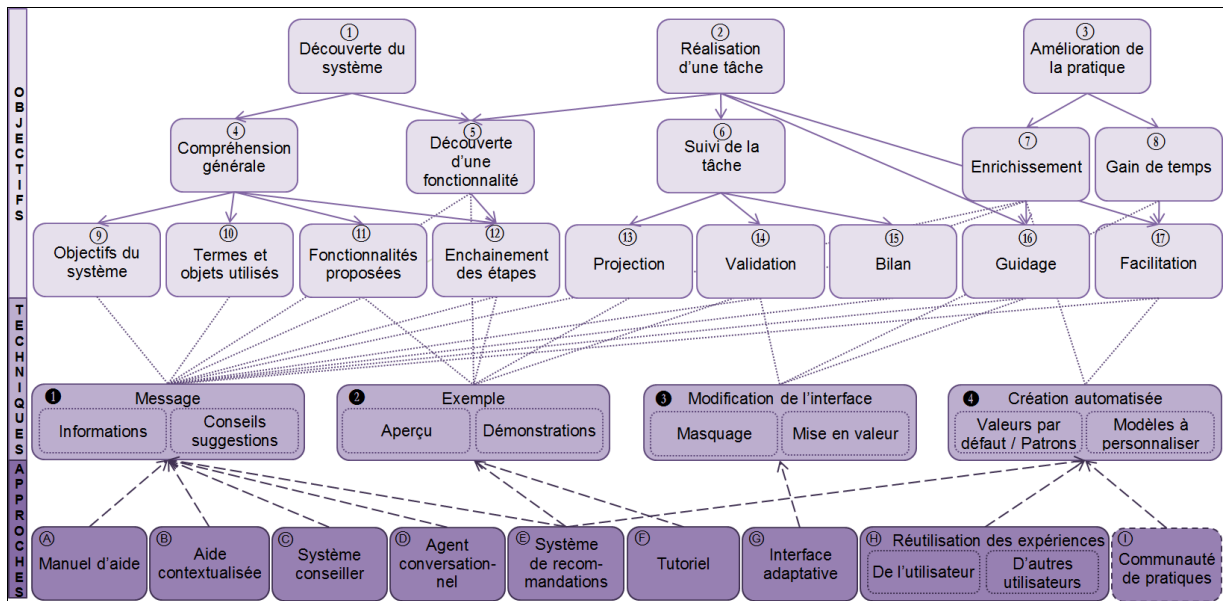 OBJECTIFS
① 
Découverte du
système
②
Réalisation
d'une tâche
③
Amélioration de
la pratique
④
Compréhension
générale
⑤
Découverte
d'une
fonctionnalité
⑥
Suivi de la
tâche
⑦
Enrichissement
⑧
Gain de temps
⑨
Objectifs du
système
⑩
Termes et
objets utilisés
⑪
Fonctionnalités
proposées
⑫
Enchainement
des étapes
⑬
Projection
⑭
Validation
⑮
Bilan
⑯
Guidage
⑰
Facilitation
TECHNIQUES
❶ Message
Informations
Conseils
suggestions
❷ Exemple
Aperçu
Démonstrations
❸ Modification de l'interface
Masquage
Mise en valeur
❹ Création automatisée
Valeurs par
défaut / Patrons
Modèles à
personnaliser
APPROCHES
Ⓐ
Manuel d'aide
Ⓑ
Aide
contextualisée
Ⓒ
Système
conseiller
Ⓓ
Agent
conversation-
nel
Ⓔ
Système
de recom-
mandations
Ⓕ
Tutoriel
Ⓖ
Interface
adaptative
Ⓗ Réutilisation des expériences
De l'utilisateur
D'autres
utilisateurs
Ⓘ
Communauté
de pratiques